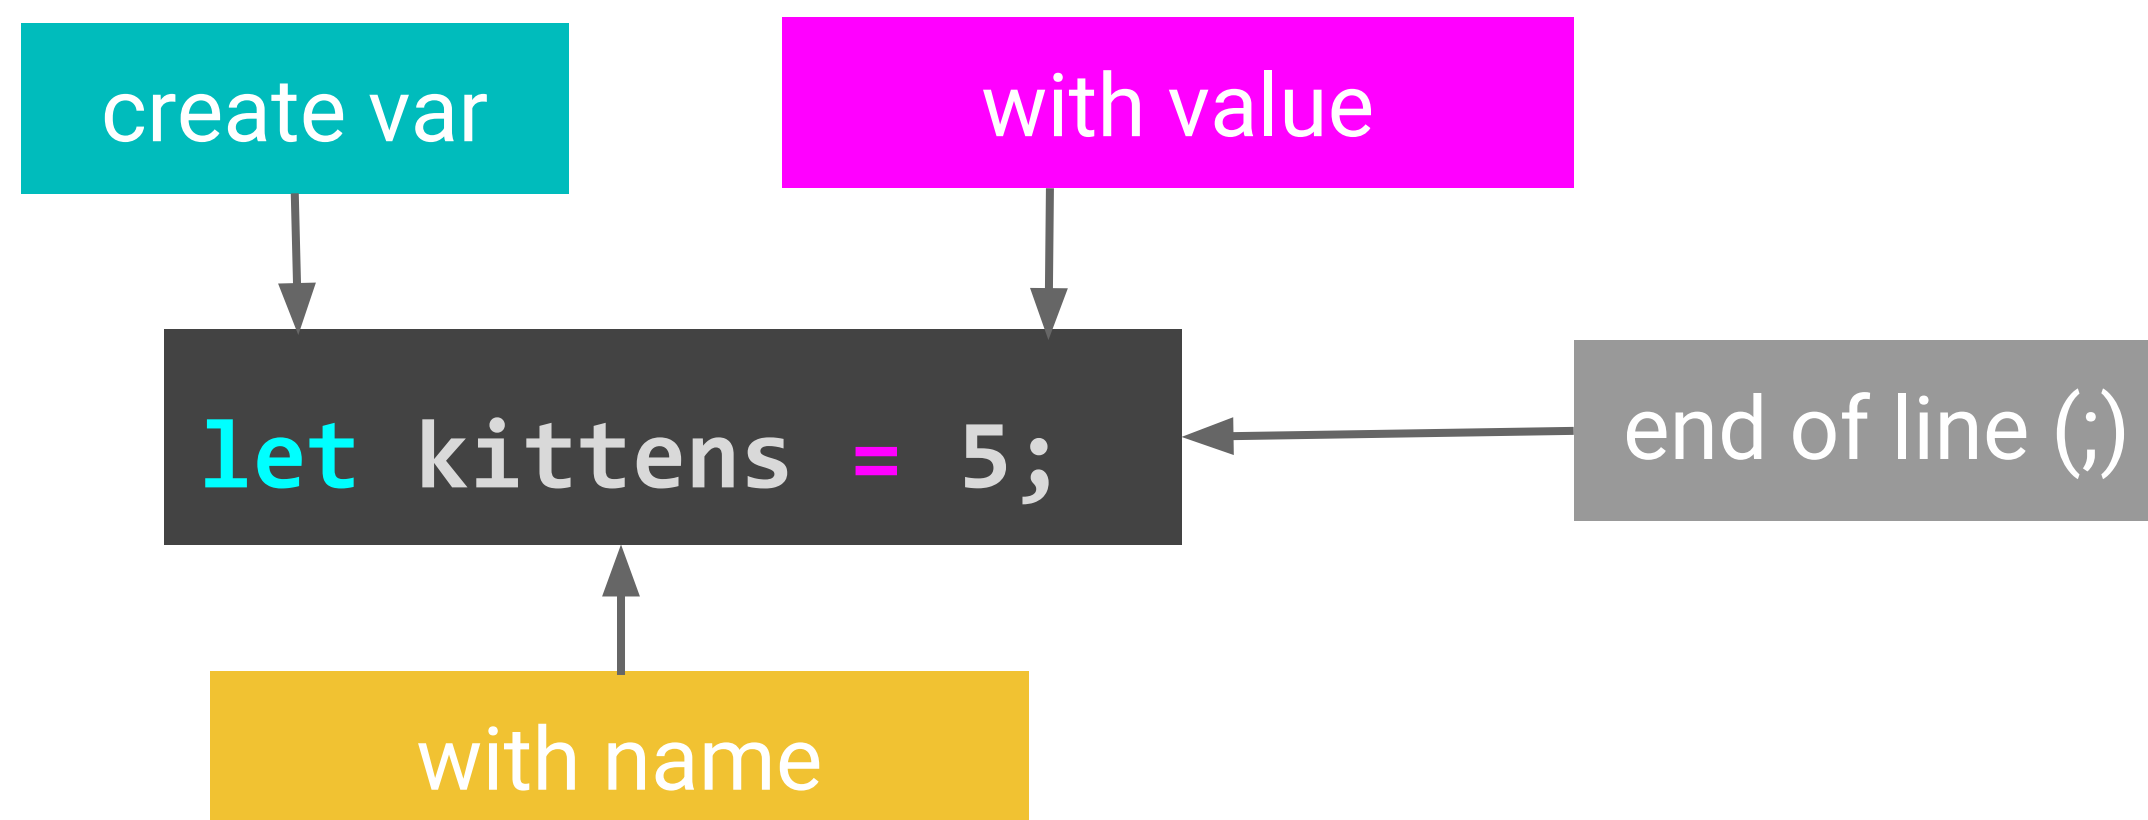 create var
with value
let kittens = 5;
end of line (;)
with name